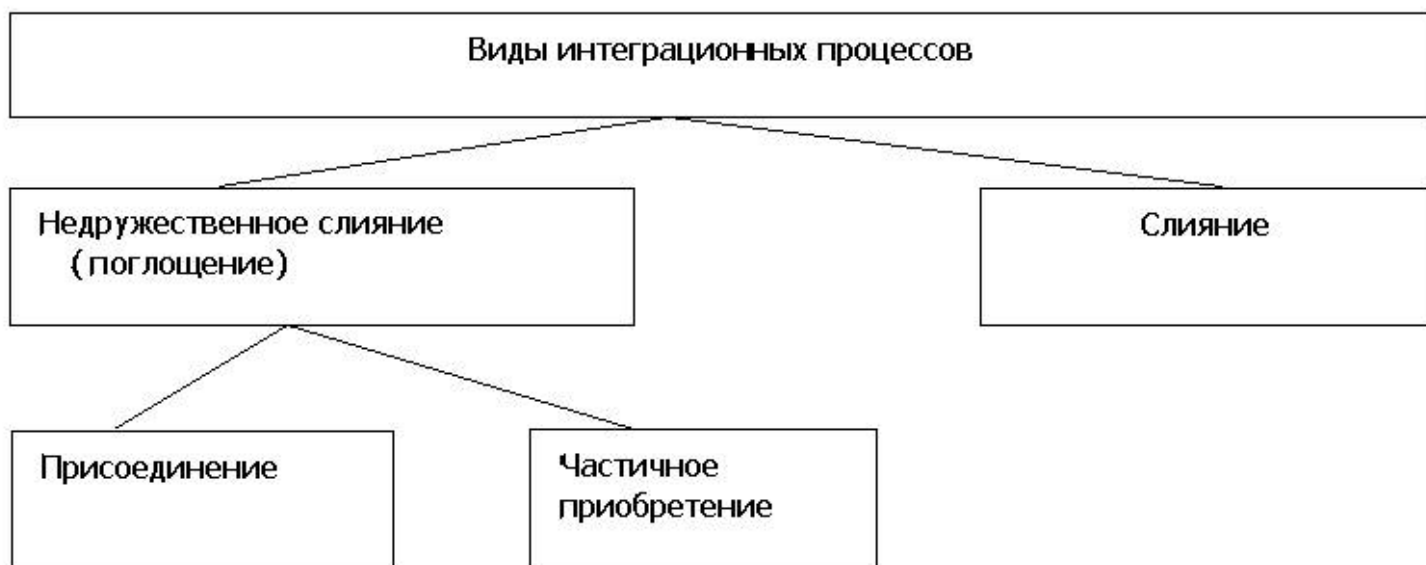 Виды интеграционных процессов
Недружественное слияние
(поглощение)
Слияние
Присоединение
Частичное
приобретение